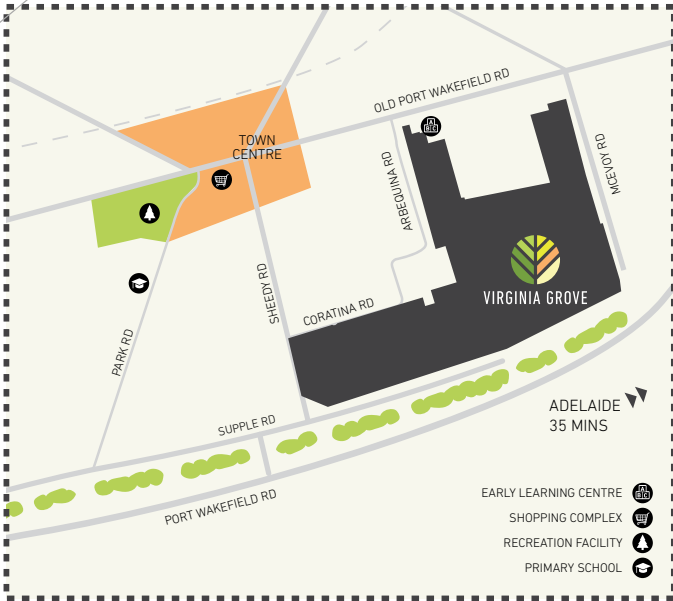 OLD PORT WAKEFIELD RD
TOWN
CENTRE
A
B C
ARBEQUINA RD
MCEVOY RD
SHEEDY RD
VIRGINIA GROVE
CORATINA RD
PARK RD
SUPPLE RD
ADELAIDE
35 MINS
PORT WAKEFIELD RD
EARLY LEARNING CENTRE
A
B C
SHOPPING COMPLEX
RECREATION FACILITY
PRIMARY SCHOOL